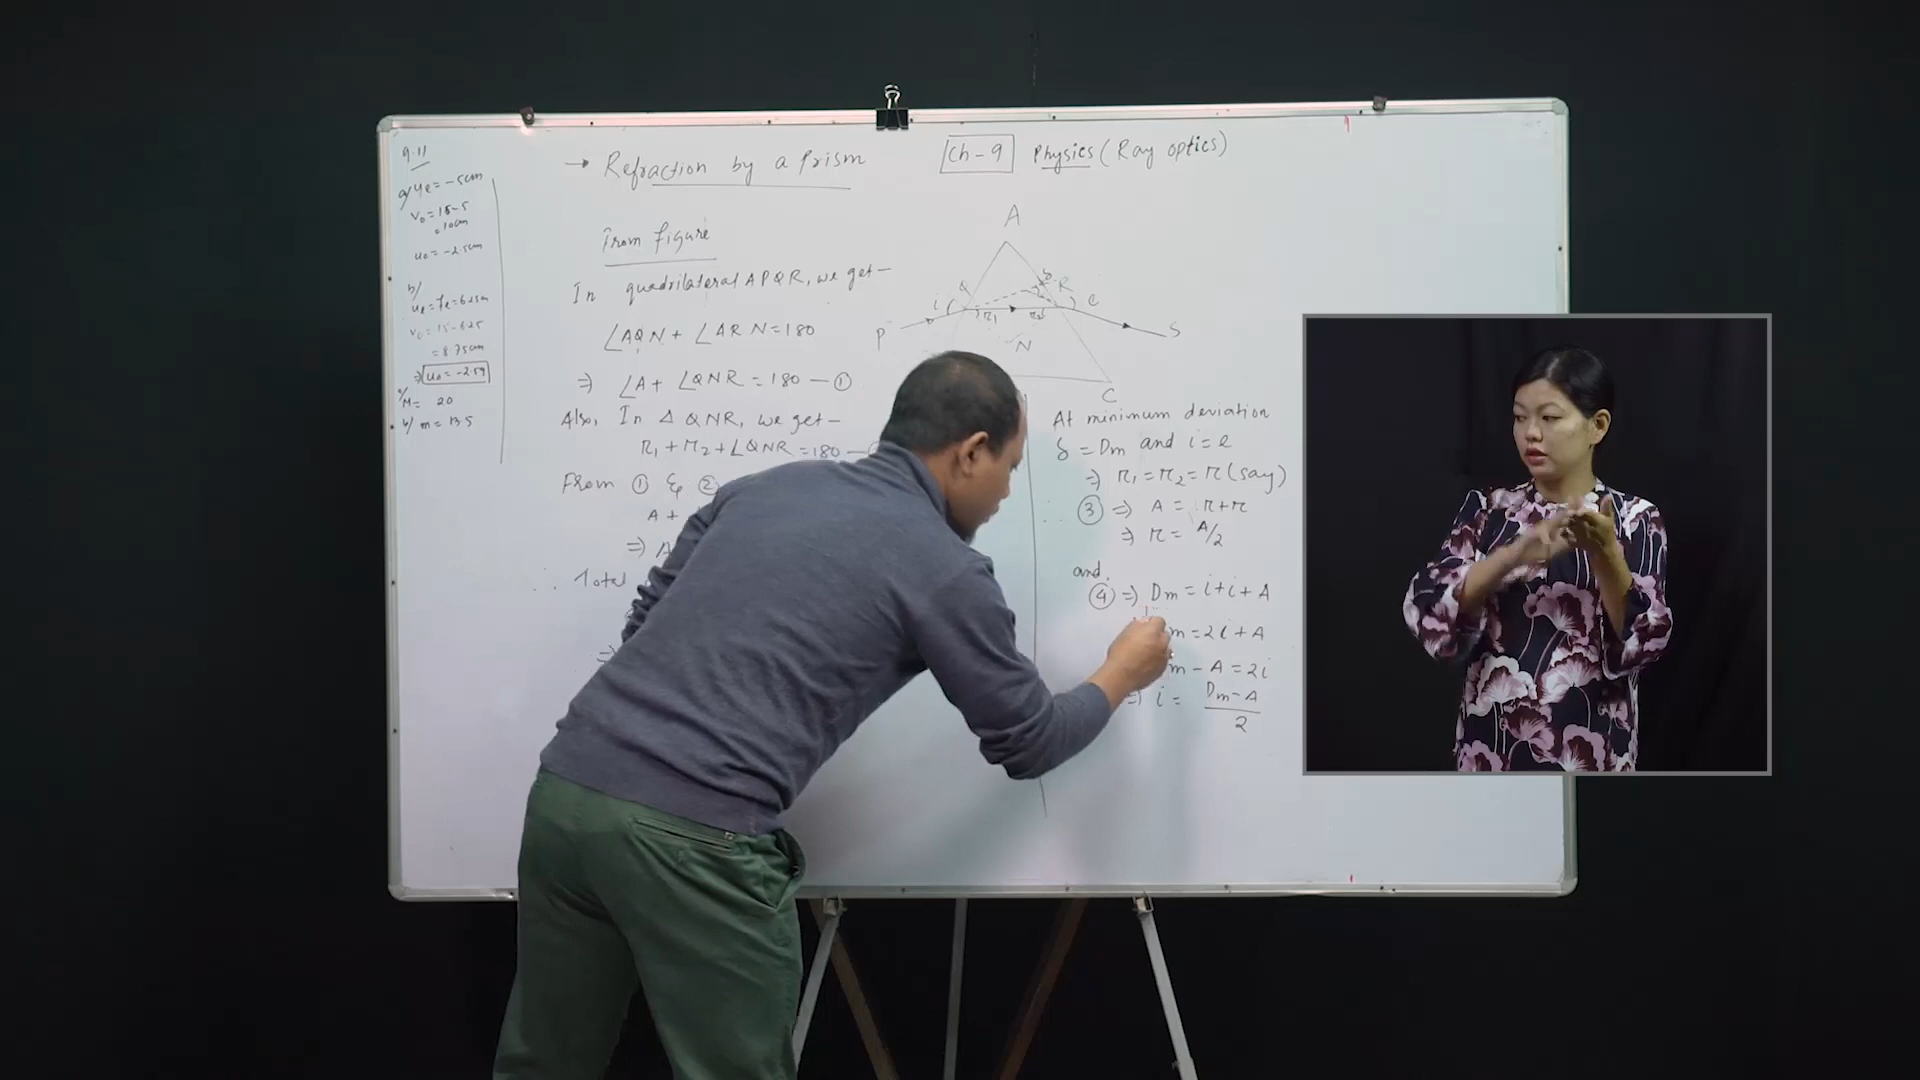 9.11
a) ue = -5cm
v0 = 15-5
= 10cm
u0 = -2.5cm
b)
ue = fe = 6.25cm
v0 = 15-6.25
= 8.75cm
⇒ u0 = -2.59
a/ M = 20
b/ m = 13.5
→ Refraction by a prism
Ch-9 Physics (Ray optics)
From figure
In quadrilateral APQR, we get–
∠AQN + ∠ARN = 180
⇒ ∠A + ∠QNR = 180 — ①
Also, In Δ QNR, we get–
r1 + r2 + ∠QNR = 180 —
From ① & ②
A +
⇒ A
∴ Total
⇒
A
Q
δ
R
i
e
r1
r2
P
S
N
C
At minimum deviation
δ = Dm and i = e
⇒ r1 = r2 = r (say)
∴ ③ ⇒ A = r+r
⇒ r = A/2
and,
④ ⇒ Dm = i+i+A
m = 2i+A
m - A = 2i
⇒ i = Dm-A
2